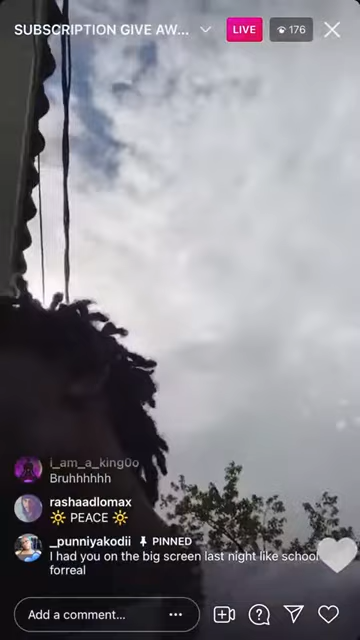 SUBSCRIPTION GIVE AW...
LIVE
176
i_am_a_king0o
Bruhhhhhh
rashaadlomax
🔆 PEACE 🔆
_punniyakodii PINNED
I had you on the big screen last night like school
forreal
Add a comment...